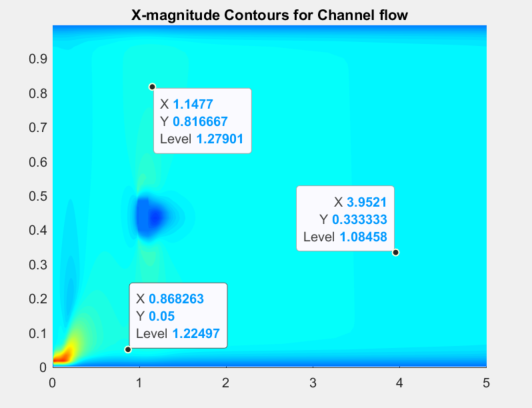 X-magnitude Contours for Channel flow
0.9
0.8
0.7
0.6
0.5
0.4
0.3
0.2
0.1
0
X 1.1477
Y 0.816667
Level 1.27901
X 3.9521
Y 0.333333
Level 1.08458
X 0.868263
Y 0.05
Level 1.22497
0 1 2 3 4 5